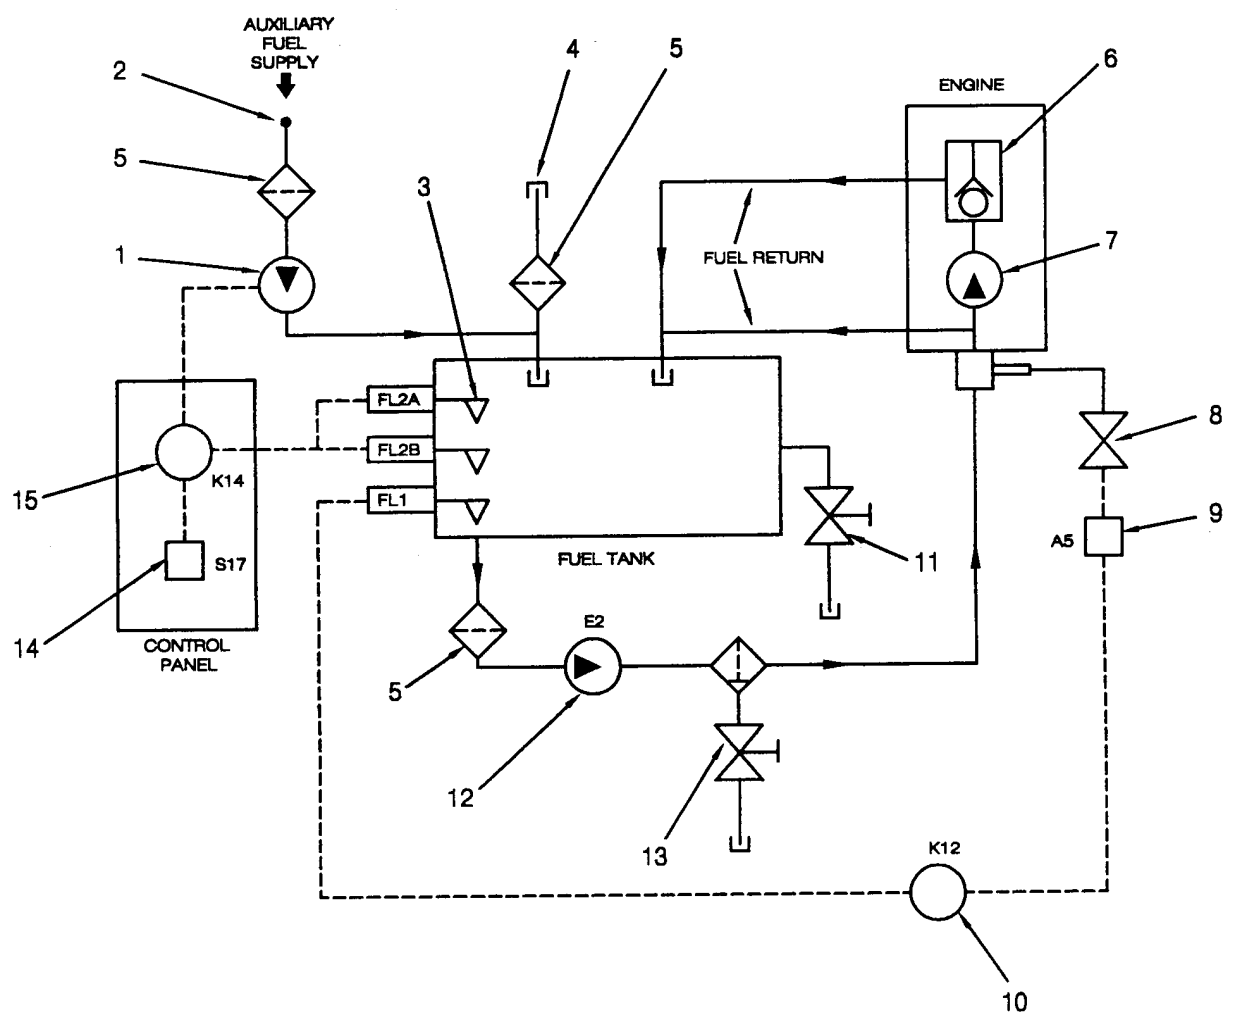 AUXILIARY
FUEL
SUPPLY
2
5
1
4
5
3
ENGINE
6
7
FUEL RETURN
8
9
A5
FL2A
FL2B
FL1
K14
15
S17
14
CONTROL
PANEL
FUEL TANK
11
5
E2
12
13
K12
10